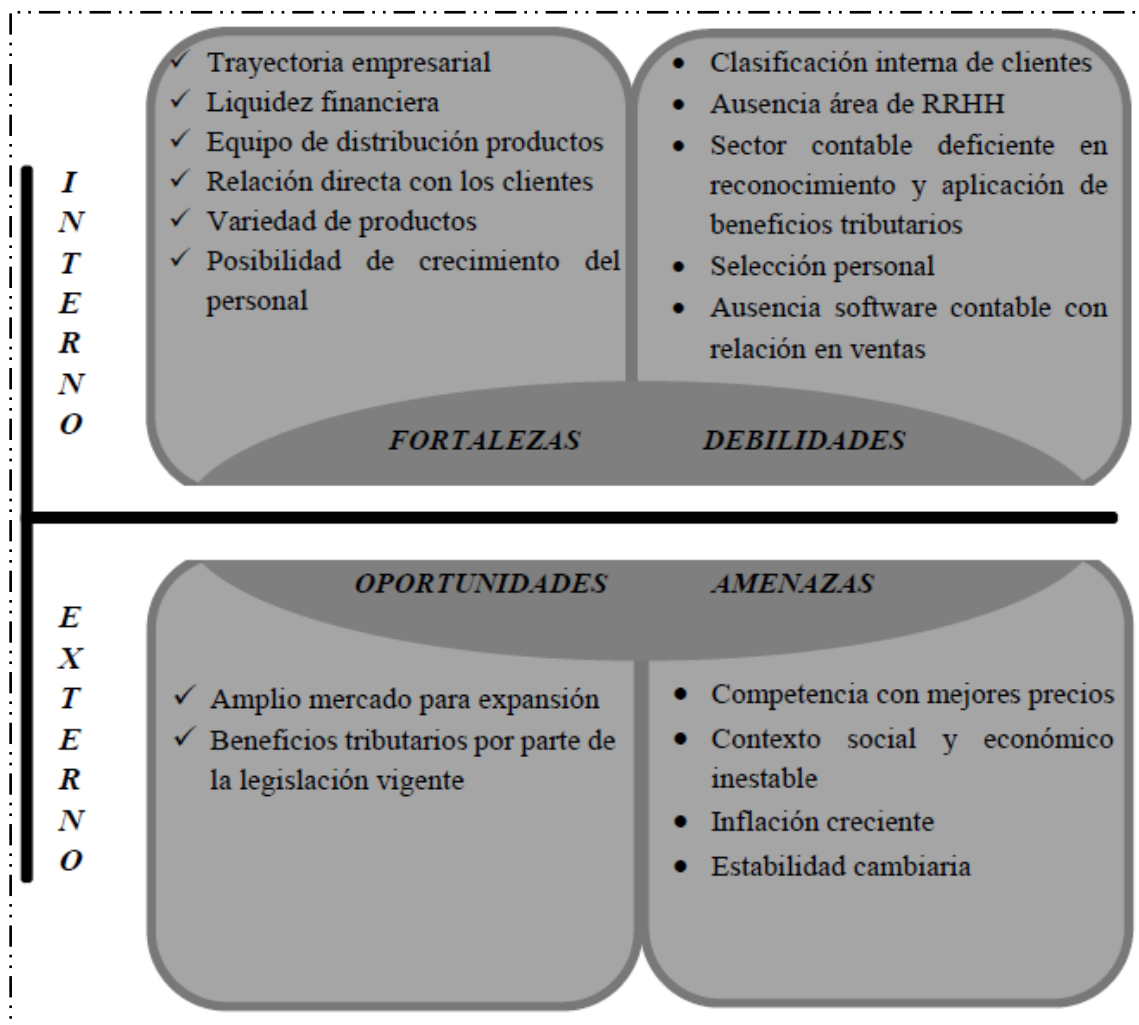 INTERNO
Trayectoria empresarial
Liquidez financiera
Equipo de distribución productos
Relación directa con los clientes
Variedad de productos
Posibilidad de crecimiento del
personal
Clasificación interna de clientes
Ausencia área de RRHH
Sector contable deficiente en
reconocimiento y aplicación de
beneficios tributarios
Selección personal
Ausencia software contable con
relación en ventas
FORTALEZAS
DEBILIDADES
EXTERNO
OPORTUNIDADES
AMENAZAS
Amplio mercado para expansión
Beneficios tributarios por parte de
la legislación vigente
Competencia con mejores precios
Contexto social y económico
inestable
Inflación creciente
Estabilidad cambiaria